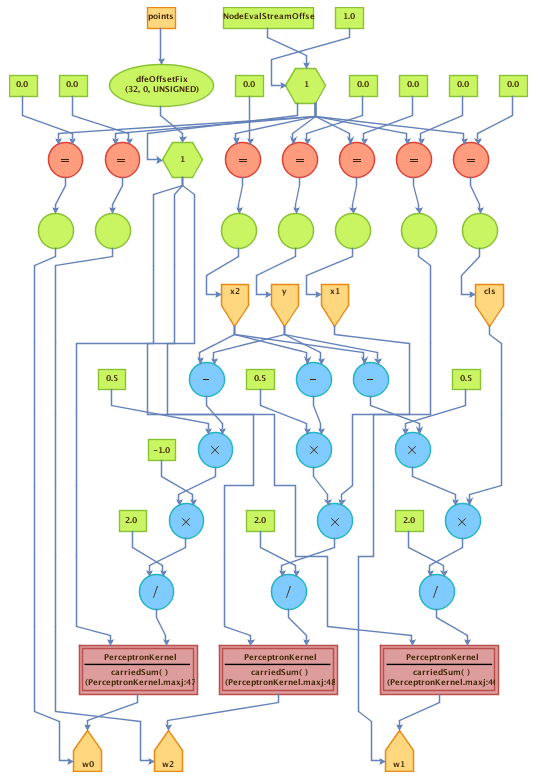 points
NodeEvalStreamOffse
1.0
0.0
0.0
dfeOffsetFix
(32, 0, UNSIGNED)
0.0
1
0.0
0.0
0.0
0.0
=
=
1
=
=
=
=
=
x2
y
x1
cls
0.5
−
0.5
−
−
0.5
-1.0
×
×
×
2.0
×
2.0
×
2.0
×
/
/
/
PerceptronKernel
carriedSum( )
(PerceptronKernel.maxj:47
PerceptronKernel
carriedSum( )
(PerceptronKernel.maxj:48
PerceptronKernel
carriedSum( )
(PerceptronKernel.maxj:4
w0
w2
w1